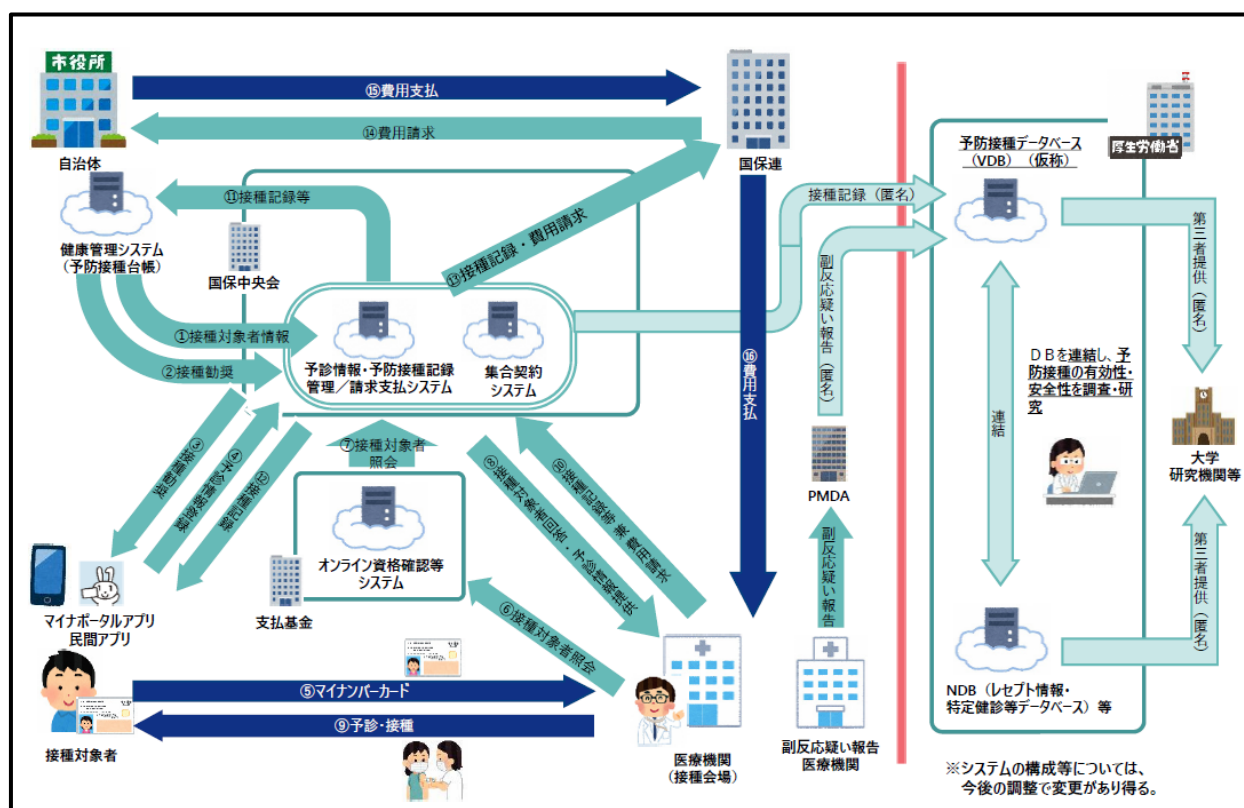 市役所
自治体
⑮費用支払
⑭費用請求
国保連
健康管理システム
（予防接種台帳）
⑪接種記録等
国保中央会
⑬接種記録・費用請求
①接種対象者情報
②接種勧奨
予診情報・予防接種記録
管理／請求支払システム
集合契約
システム
③接種勧奨
④予診情報登録
⑫接種記録
⑦接種対象者
照会
⑧接種対象者回答・予診情報提供
⑩接種記録等兼費用請求
⑯費用支払
オンライン資格確認等
システム
支払基金
⑥接種対象者照会
マイナポータルアプリ
民間アプリ
⑤マイナンバーカード
⑨予診・接種
接種対象者
医療機関
（接種会場）
接種記録（匿名）
副反応疑い報告（匿名）
PMDA
副反応疑い報告
副反応疑い報告
医療機関
厚生労働省
予防接種データベース
（VDB）（仮称）
第三者提供（匿名）
連結
ＤＢを連結し、予
防接種の有効性・
安全性を調査・研
究
大学
研究機関等
第三者提供（匿名）
NDB（レセプト情報・
特定健診等データベース）等
※システムの構成等については、
今後の調整で変更があり得る。